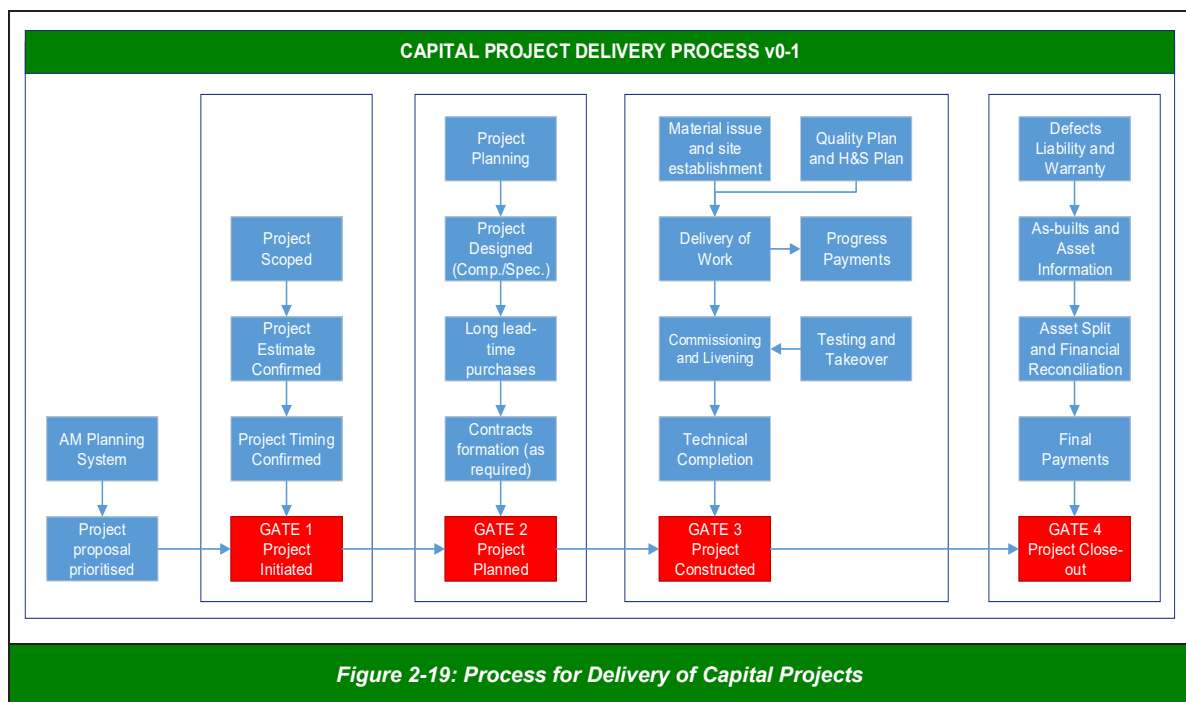 CAPITAL PROJECT DELIVERY PROCESS v0-1
AM Planning
System
Project
proposal
prioritised
Project
Scoped
Project
Estimate
Confirmed
Project Timing
Confirmed
GATE 1
Project
Initiated
Project
Planning
Project
Designed
(Comp./Spec.)
Long lead-
time
purchases
Contracts
formation (as
required)
GATE 2
Project
Planned
Material issue
and site
establishment
Quality Plan
and H&S Plan
Delivery of
Work
Progress
Payments
Commissioning
and Livening
Testing and
Takeover
Technical
Completion
GATE 3
Project
Constructed
Defects
Liability and
Warranty
As-builts and
Asset
Information
Asset Split
and Financial
Reconciliation
Final
Payments
GATE 4
Project Close-
out
Figure 2-19: Process for Delivery of Capital Projects